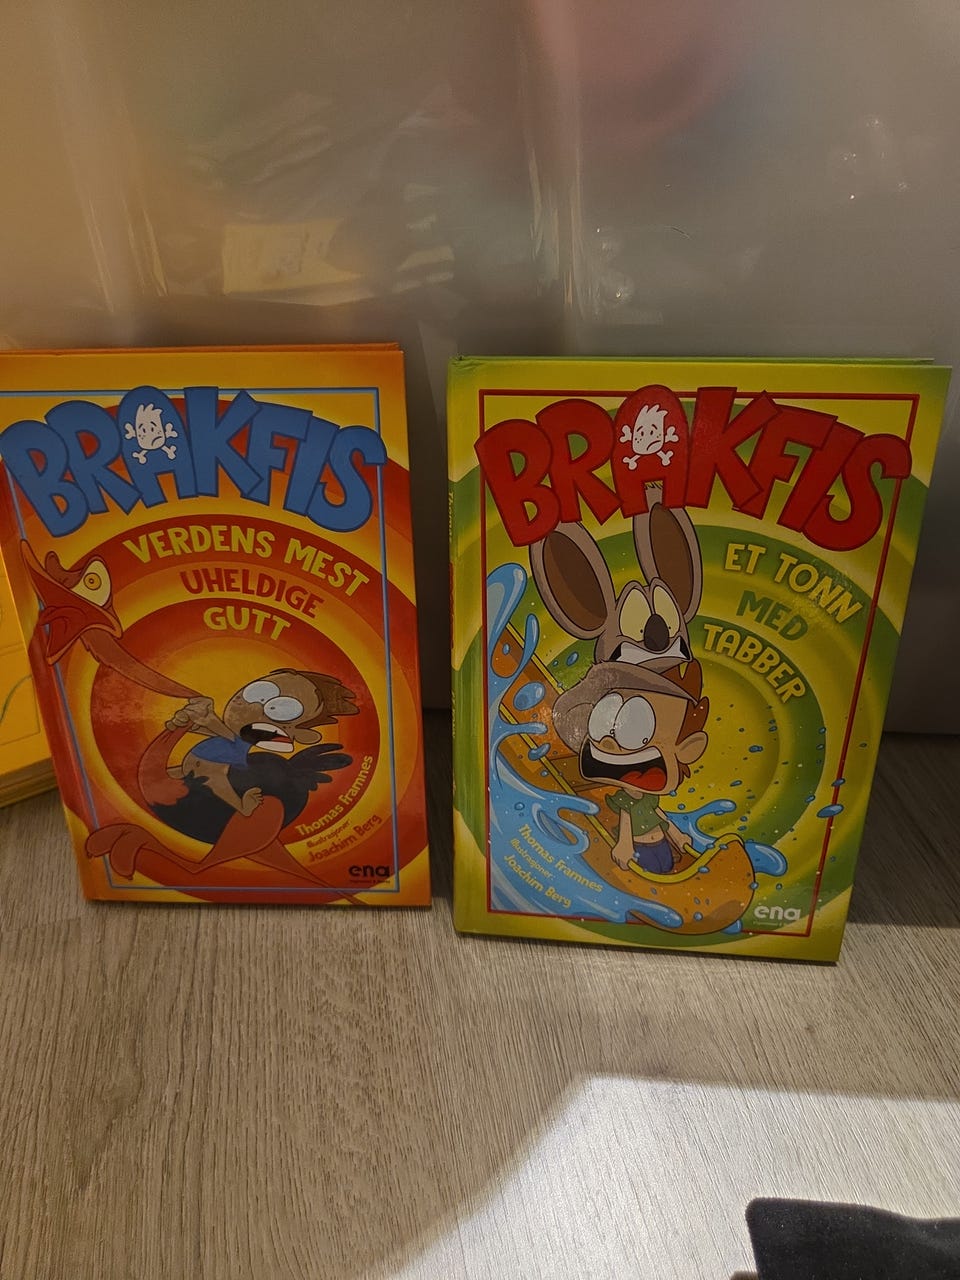 BRAKFIS
VERDENS MEST
UHELDIGE
GUTT
Thomas Framnes
Illustrasjoner
Joachim Berg
ena
BRAKFIS
ET TONN
MED
TABBER
Thomas Framnes
Illustrasjoner
Joachim Berg
ena